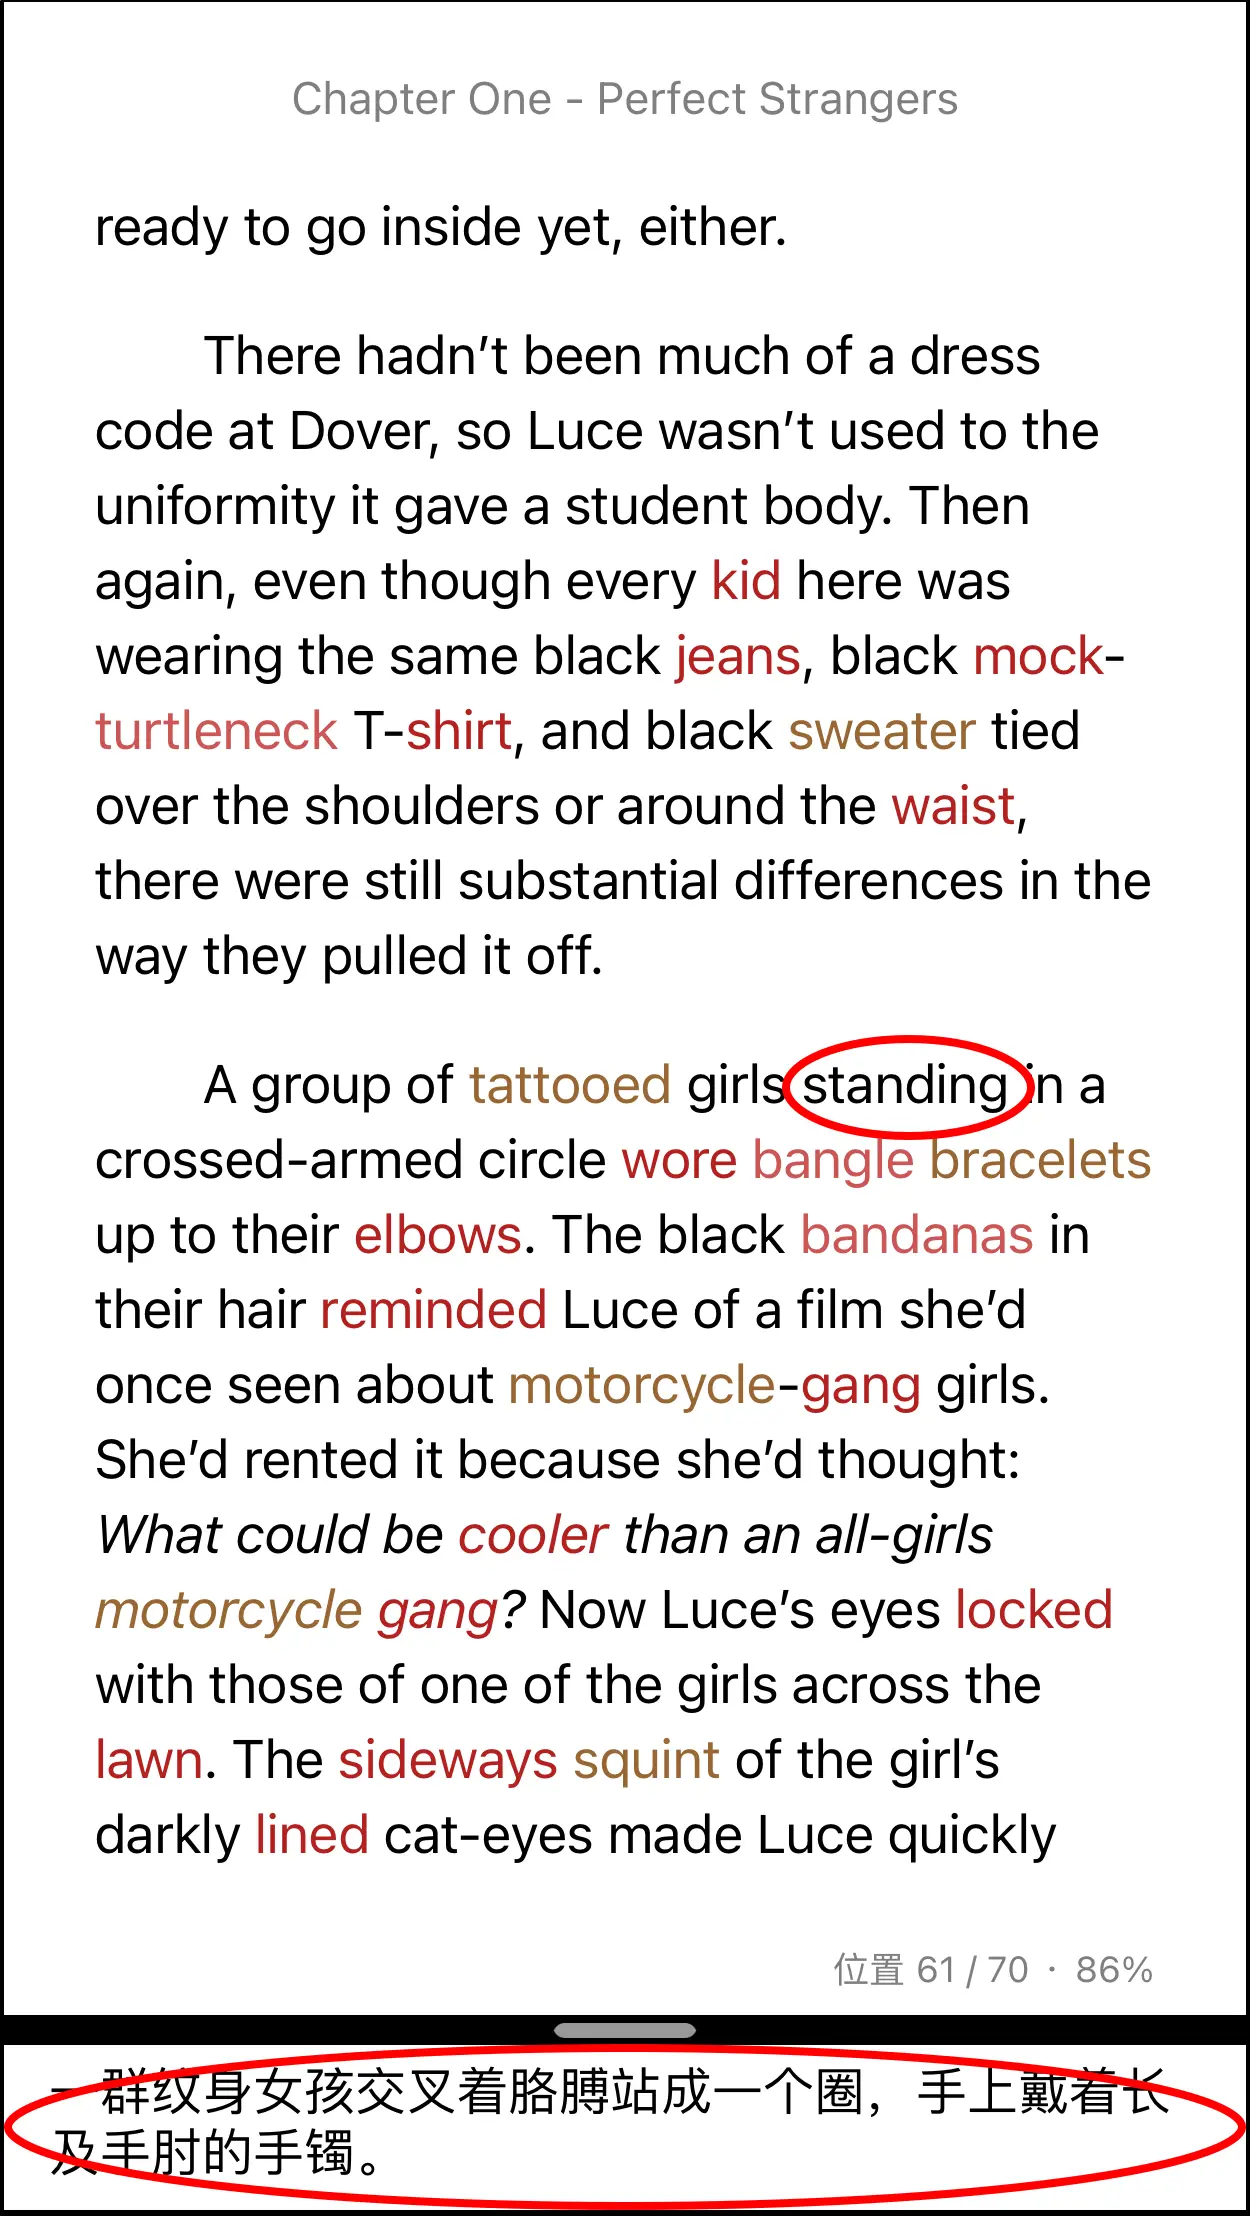 Chapter One - Perfect Strangers
ready to go inside yet, either.
There hadn’t been much of a dress
code at Dover, so Luce wasn’t used to the
uniformity it gave a student body. Then
again, even though every kid here was
wearing the same black jeans, black mock-
turtleneck T-shirt, and black sweater tied
over the shoulders or around the waist,
there were still substantial differences in the
way they pulled it off.
A group of tattooed girls standing in a
crossed-armed circle wore bangle bracelets
up to their elbows. The black bandanas in
their hair reminded Luce of a film she’d
once seen about motorcycle-gang girls.
She’d rented it because she’d thought:
What could be cooler than an all-girls
motorcycle gang? Now Luce’s eyes locked
with those of one of the girls across the
lawn. The sideways squint of the girl’s
darkly lined cat-eyes made Luce quickly
位置 61 / 70 · 86%
一群纹身女孩交叉着胳膊站成一个圈，手上戴着长
及手肘的手镯。